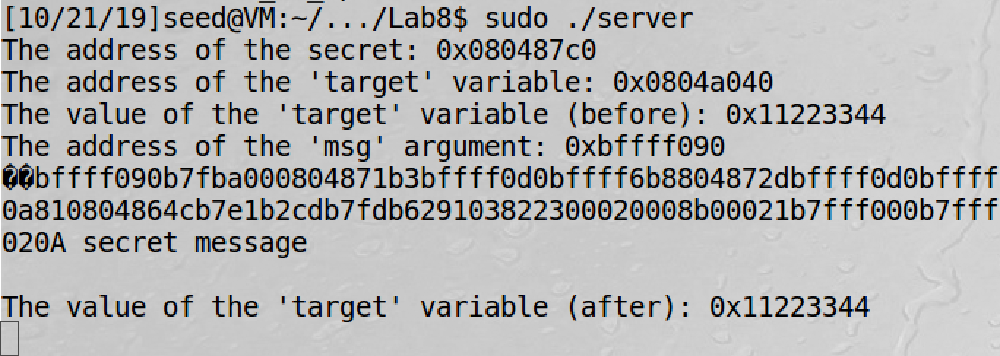 [10/21/19]seed@VM:~/.../Lab8$ sudo ./server
The address of the secret: 0x080487c0
The address of the 'target' variable: 0x0804a040
The value of the 'target' variable (before): 0x11223344
The address of the 'msg' argument: 0xbffff090
��bffff090b7fba000804871b3bffff0d0bffff6b8804872dbffff0d0bffff
0a810804864cb7e1b2cdb7fdb629103822300020008b00021b7fff000b7fff
020A secret message
The value of the 'target' variable (after): 0x11223344